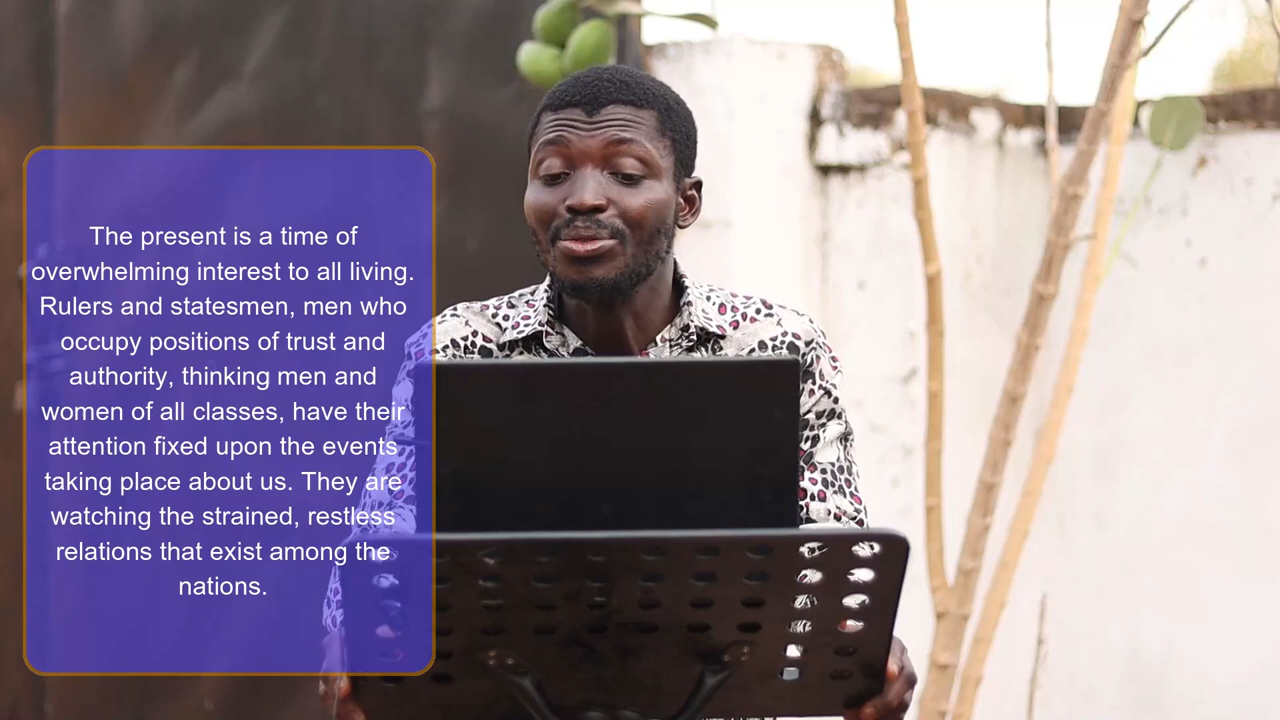 The present is a time of
overwhelming interest to all living.
Rulers and statesmen, men who
occupy positions of trust and
authority, thinking men and
women of all classes, have their
attention fixed upon the events
taking place about us. They are
watching the strained, restless
relations that exist among the
nations.